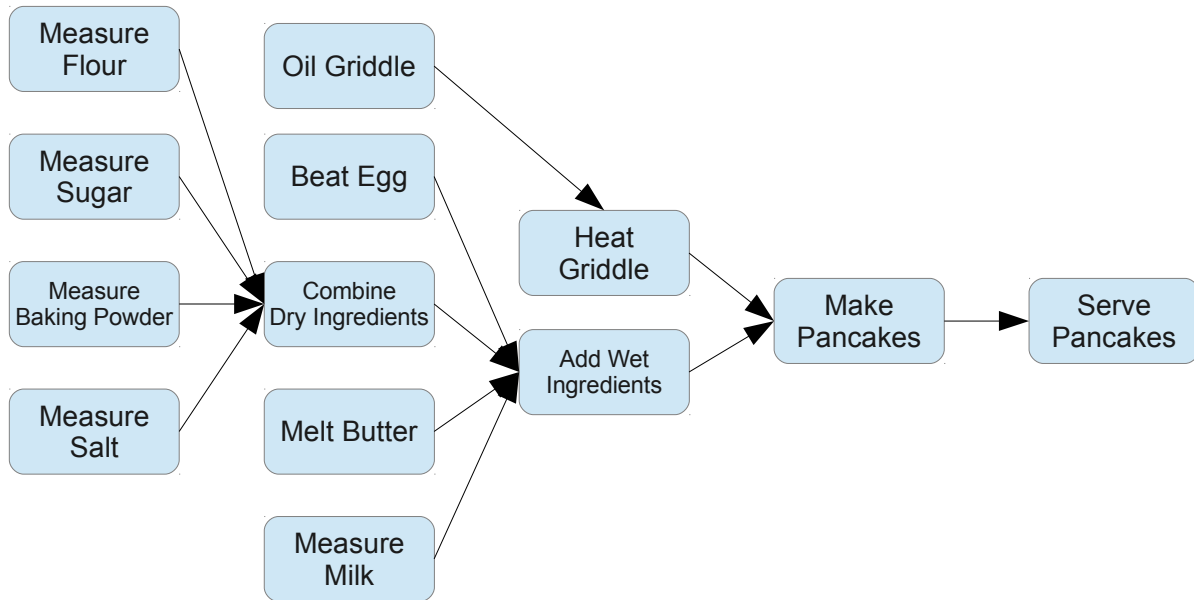 Measure
Flour
Measure
Sugar
Measure
Baking Powder
Measure
Salt
Oil Griddle
Beat Egg
Combine
Dry Ingredients
Melt Butter
Measure
Milk
Heat
Griddle
Add Wet
Ingredients
Make
Pancakes
Serve
Pancakes